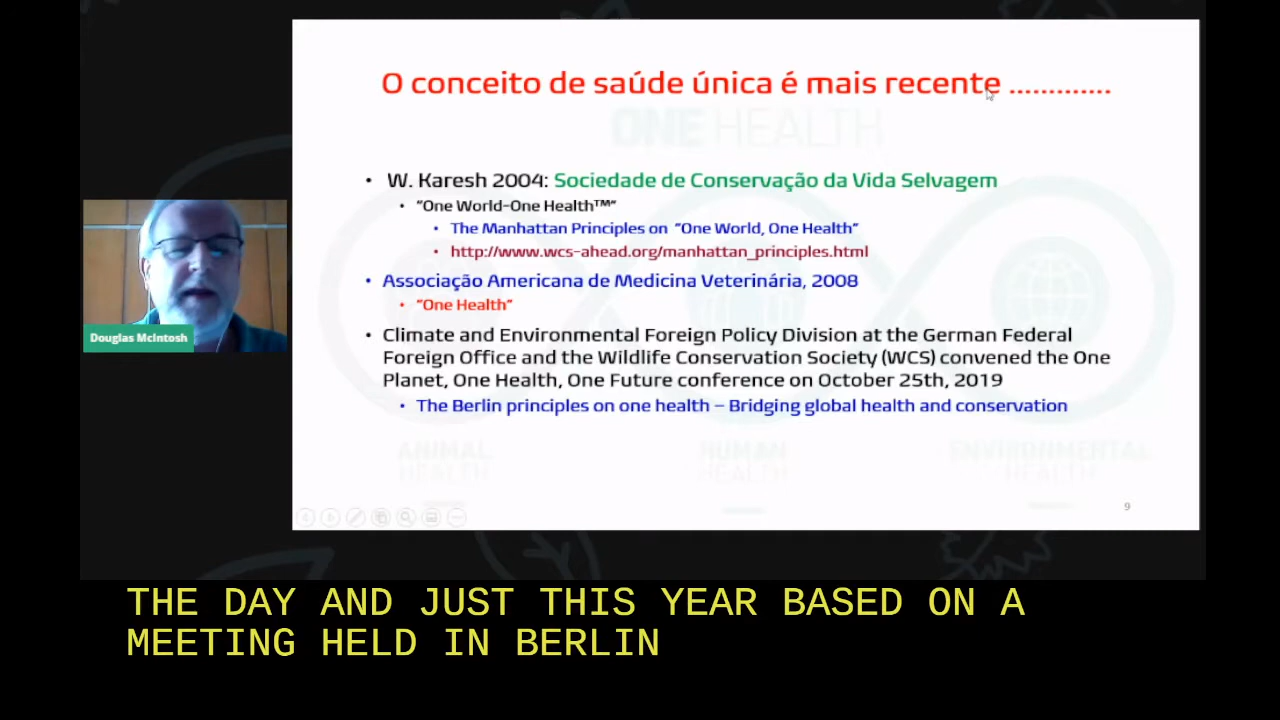 O conceito de saúde única é mais recente .............
ONE HEALTH
• W. Karesh 2004: Sociedade de Conservação da Vida Selvagem
• “One World-One Health™”
• The Manhattan Principles on “One World, One Health”
• http://www.wcs-ahead.org/manhattan_principles.html
• Associação Americana de Medicina Veterinária, 2008
• “One Health”
• Climate and Environmental Foreign Policy Division at the German Federal
Foreign Office and the Wildlife Conservation Society (WCS) convened the One
Planet, One Health, One Future conference on October 25th, 2019
• The Berlin principles on one health – Bridging global health and conservation
ANIMAL HUMAN ENVIRONMENTAL
HEALTH HEALTH HEALTH
9
Douglas McIntosh
THE DAY AND JUST THIS YEAR BASED ON A
MEETING HELD IN BERLIN